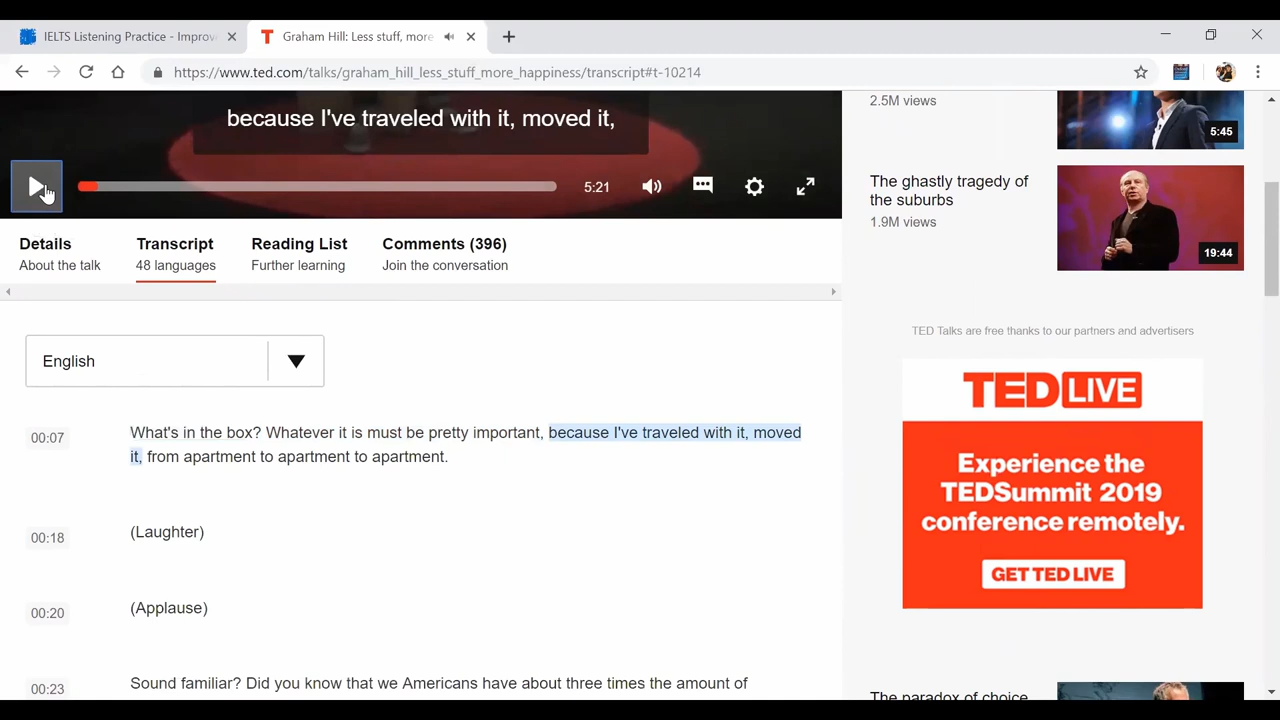 IELTS Listening Practice - Improv
Graham Hill: Less stuff, more
https://www.ted.com/talks/graham_hill_less_stuff_more_happiness/transcript#t-10214
because I've traveled with it, moved it,
5:21
Details
About the talk
Transcript
48 languages
Reading List
Further learning
Comments (396)
Join the conversation
English
00:07
What's in the box? Whatever it is must be pretty important, because I've traveled with it, moved
it, from apartment to apartment to apartment.
00:18
(Laughter)
00:20
(Applause)
00:23
Sound familiar? Did you know that we Americans have about three times the amount of
2.5M views
5:45
The ghastly tragedy of
the suburbs
1.9M views
19:44
TED Talks are free thanks to our partners and advertisers
TED LIVE
Experience the
TEDSummit 2019
conference remotely.
GET TED LIVE
The paradox of choice